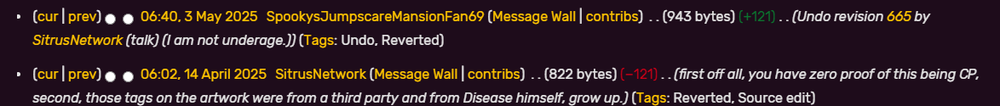 (cur | prev) 06:40, 3 May 2025 SpookysJumpscareMansionFan69 (Message Wall | contribs) . . (943 bytes) (+121) . . (Undo revision 665 by
SitrusNetwork (talk) (I am not underage.)) (Tags: Undo, Reverted)
(cur | prev) 06:02, 14 April 2025 SitrusNetwork (Message Wall | contribs) . . (822 bytes) (−121) . . (first off all, you have zero proof of this being CP,
second, those tags on the artwork were from a third party and from Disease himself, grow up.) (Tags: Reverted, Source edit)